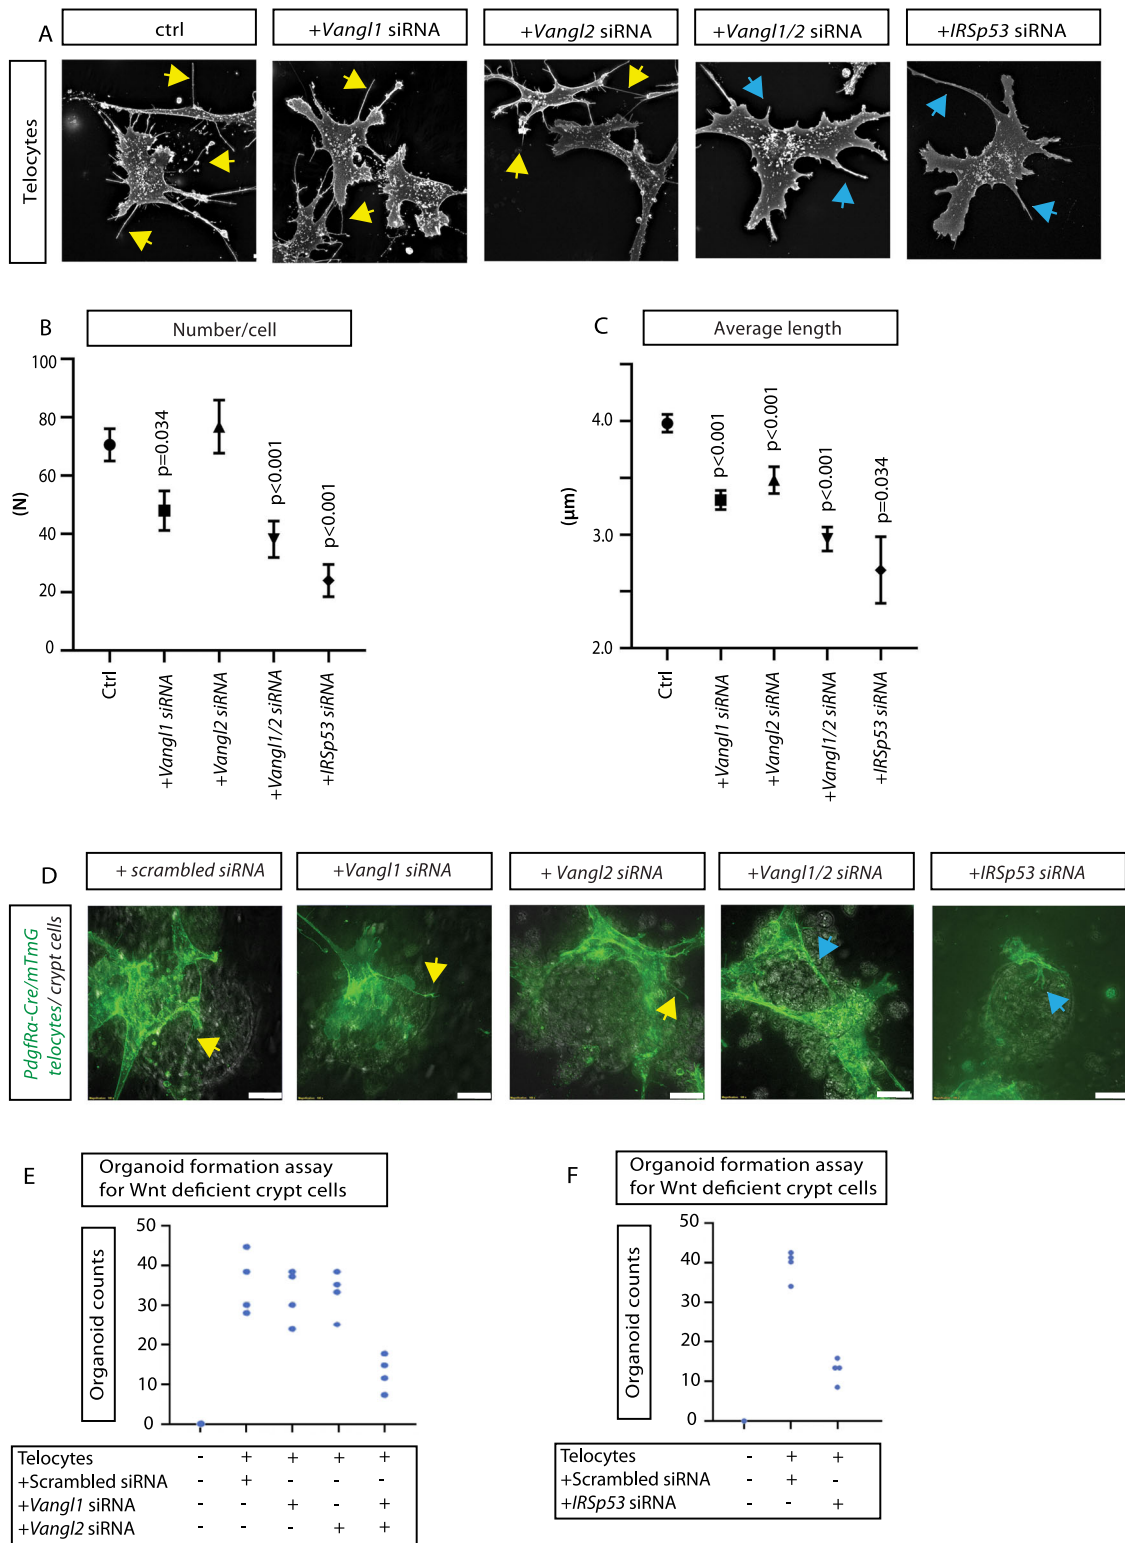 A
ctrl
+Vangl1 siRNA
+Vangl2 siRNA
+Vangl1/2 siRNA
+IRSp53 siRNA
Telocytes
B
Number/cell
100
80
60
40
20
0
(N)
p=0.034
p<0.001
p<0.001
Ctrl
+Vangl1 siRNA
+Vangl2 siRNA
+Vangl1/2 siRNA
+IRSp53 siRNA
C
Average length
4.0
3.0
2.0
(μm)
p<0.001
p<0.001
p<0.001
p=0.034
Ctrl
+Vangl1 siRNA
+Vangl2 siRNA
+Vangl1/2 siRNA
+IRSp53 siRNA
D
+ scrambled siRNA
+Vangl1 siRNA
+ Vangl2 siRNA
+Vangl1/2 siRNA
+IRSp53 siRNA
PdgfRa-Cre/mTmG
telocytes/ crypt cells
E
Organoid formation assay
for Wnt deficient crypt cells
Organoid counts
50
40
30
20
10
0
Telocytes - + + + +
+Scrambled siRNA - + - - -
+Vangl1 siRNA - - + - +
+Vangl2 siRNA - - - + +
F
Organoid formation assay
for Wnt deficient crypt cells
Organoid counts
50
40
30
20
10
0
Telocytes - + +
+Scrambled siRNA - + -
+IRSp53 siRNA - - +